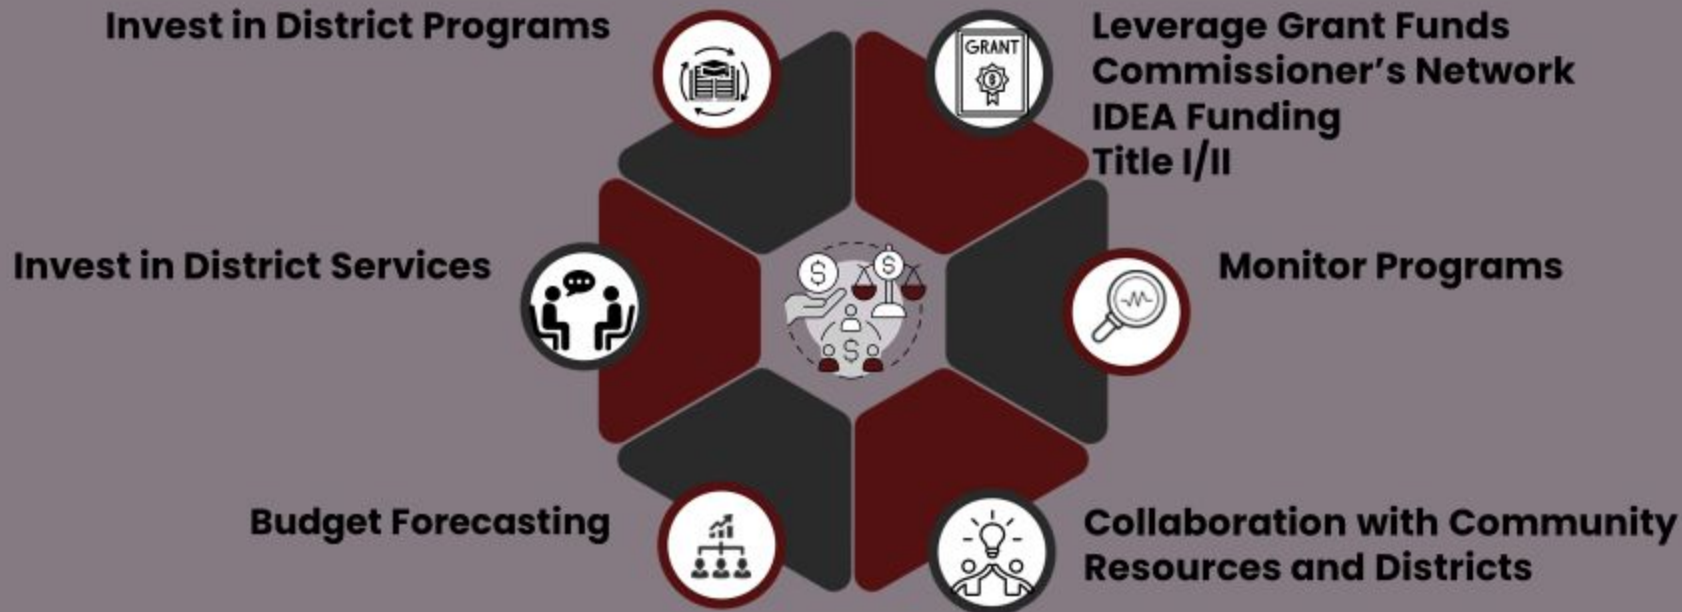 Invest in District Programs
GRANT
Leverage Grant Funds
Commissioner's Network
IDEA Funding
Title I/II
Invest in District Services
$
$
$
Monitor Programs
Budget Forecasting
Collaboration with Community
Resources and Districts